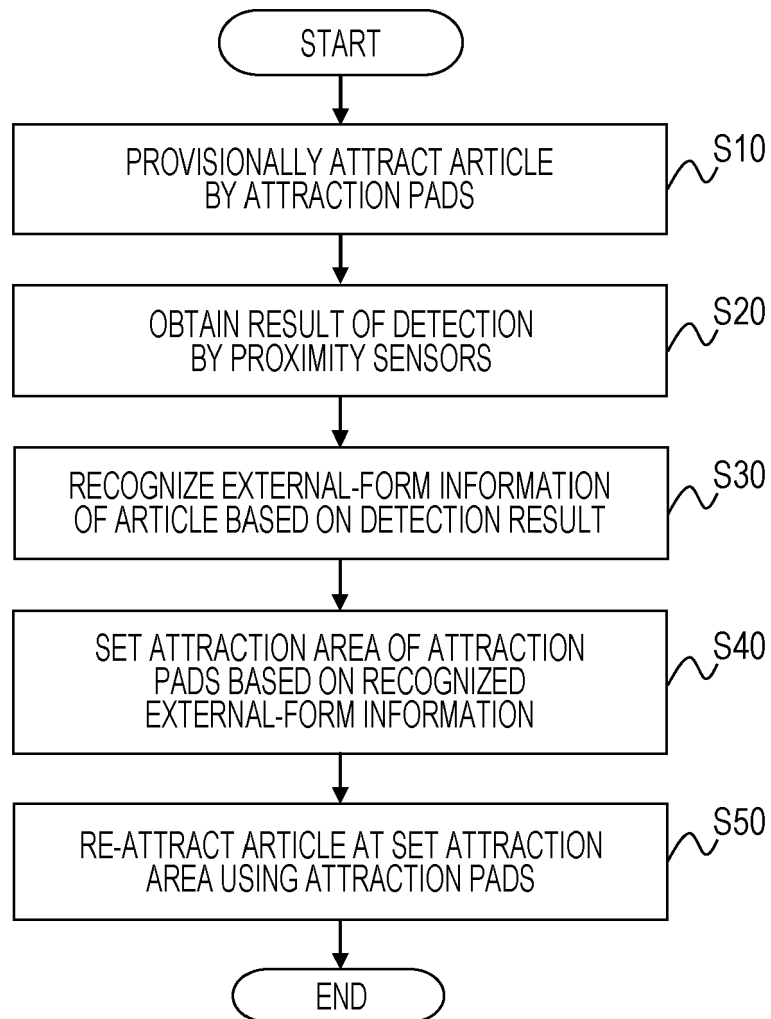 START
PROVISIONALLY ATTRACT ARTICLE
BY ATTRACTION PADS
S10
OBTAIN RESULT OF DETECTION
BY PROXIMITY SENSORS
S20
RECOGNIZE EXTERNAL-FORM INFORMATION
OF ARTICLE BASED ON DETECTION RESULT
S30
SET ATTRACTION AREA OF ATTRACTION
PADS BASED ON RECOGNIZED
EXTERNAL-FORM INFORMATION
S40
RE-ATTRACT ARTICLE AT SET ATTRACTION
AREA USING ATTRACTION PADS
S50
END